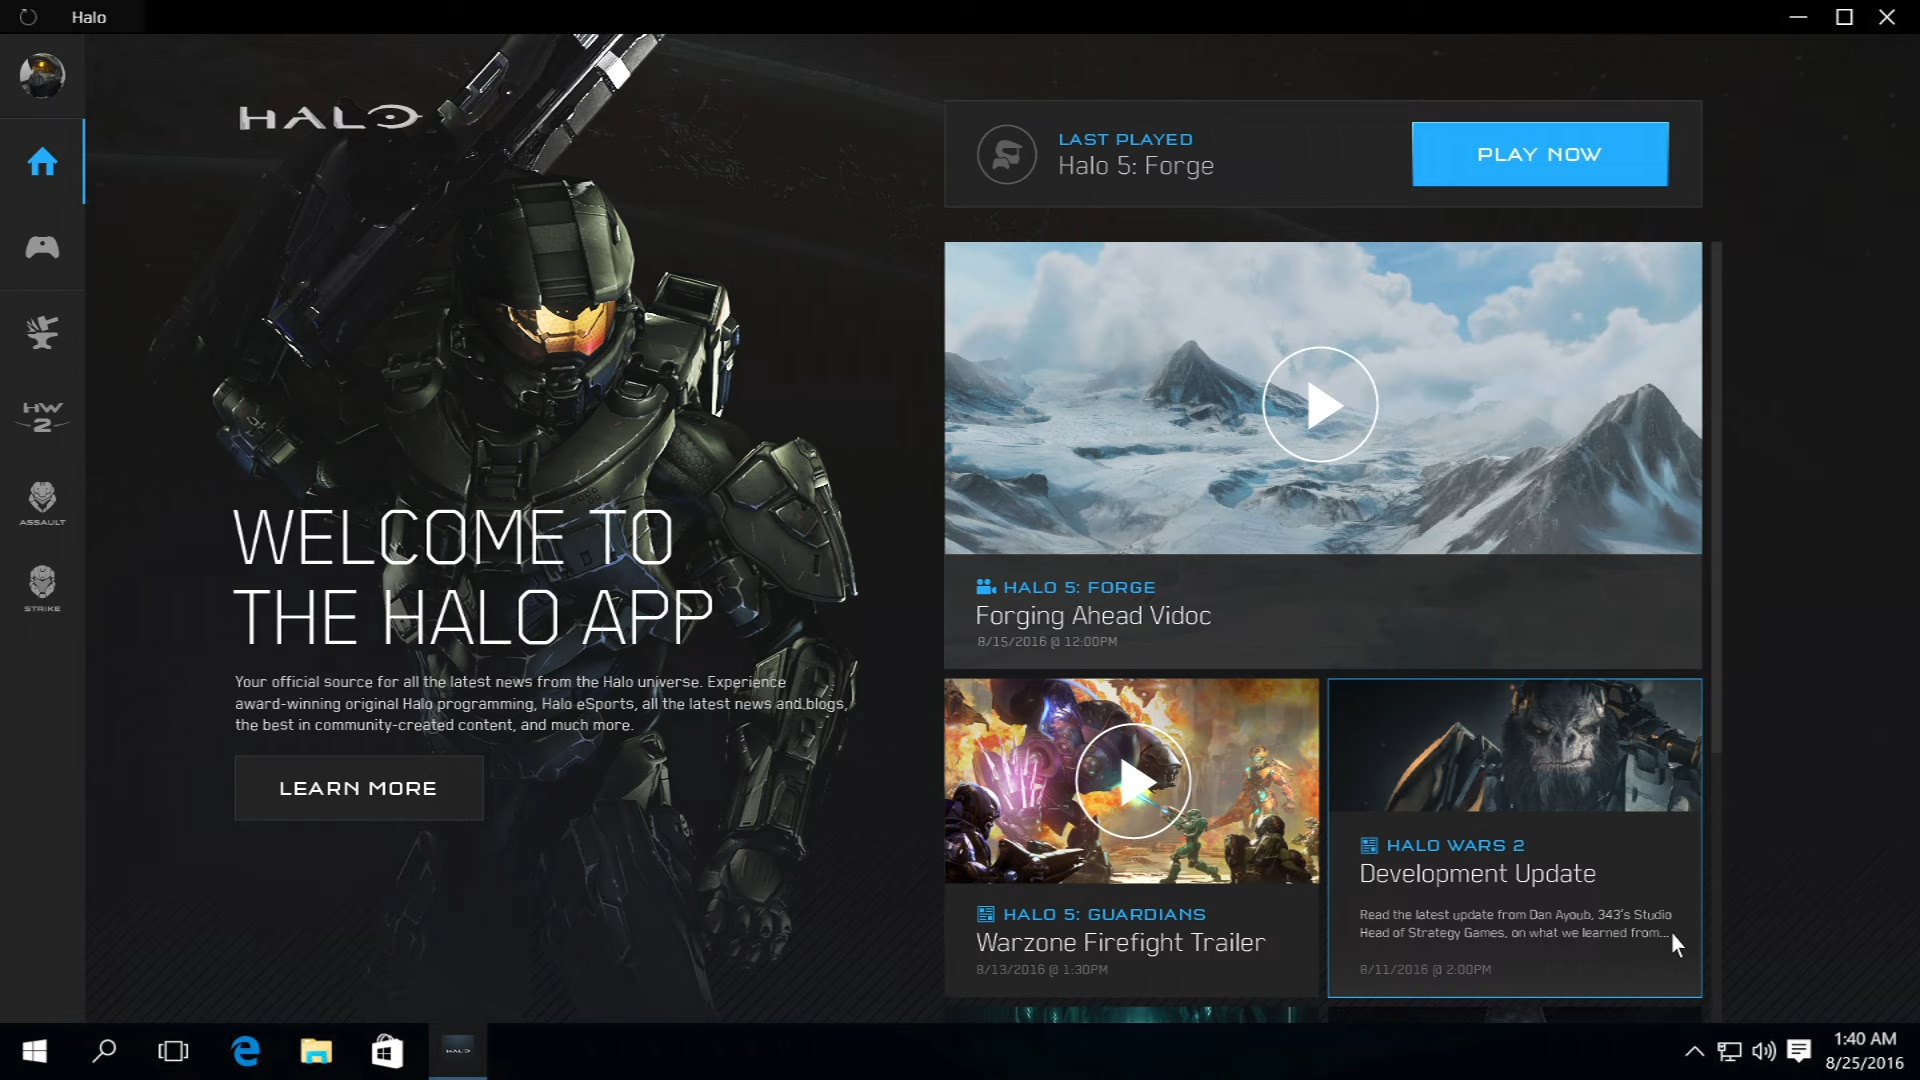 Halo
HALO
LAST PLAYED
Halo 5: Forge
PLAY NOW
HW
2
ASSAULT
STRIKE
WELCOME TO
THE HALO APP
Your official source for all the latest news from the Halo universe. Experience
award-winning original Halo programming, Halo eSports, all the latest news and blogs,
the best in community-created content, and much more.
LEARN MORE
HALO 5: FORGE
Forging Ahead Vidoc
8/15/2016 @ 12:00PM
HALO 5: GUARDIANS
Warzone Firefight Trailer
8/13/2016 @ 1:30PM
HALO WARS 2
Development Update
Read the latest update from Dan Ayoub, 343's Studio
Head of Strategy Games, on what we learned from...
8/11/2016 @ 2:00PM
HALO
1:40 AM
8/25/2016